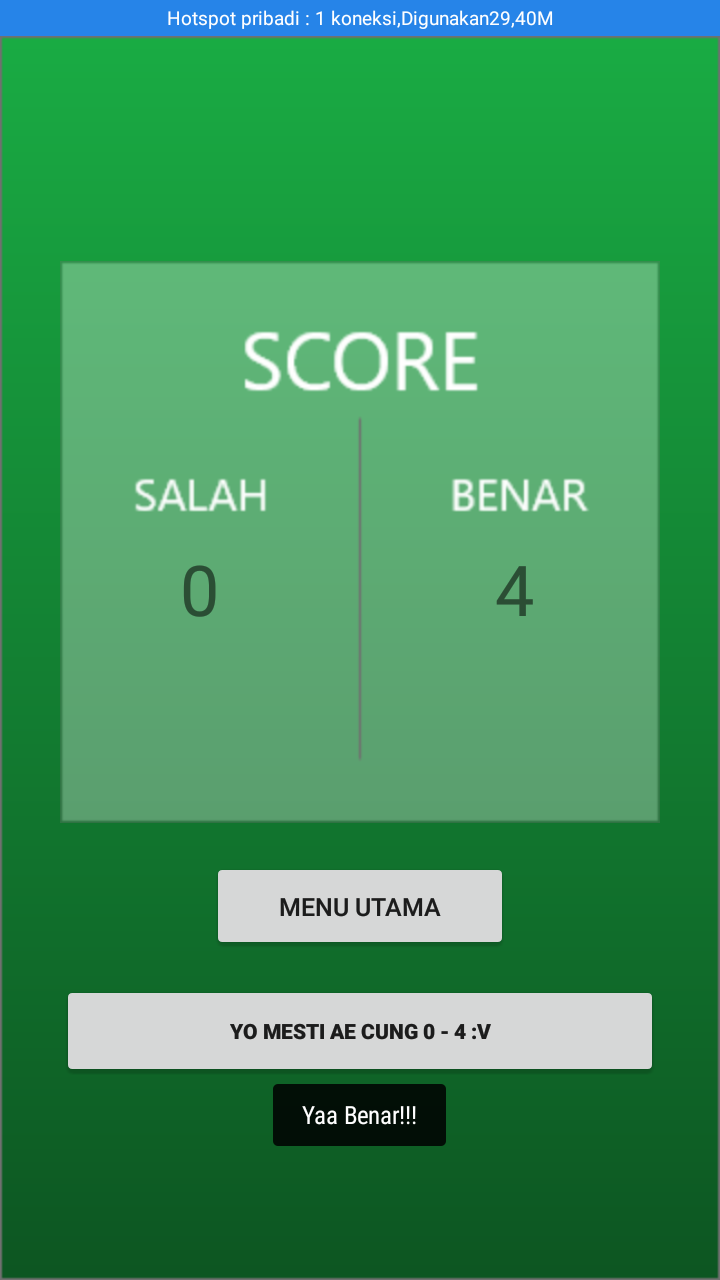 Hotspot pribadi : 1 koneksi,Digunakan29,40M
SCORE
SALAH
BENAR
0
4
MENU UTAMA
YO MESTI AE CUNG 0 - 4 :V
Yaa Benar!!!